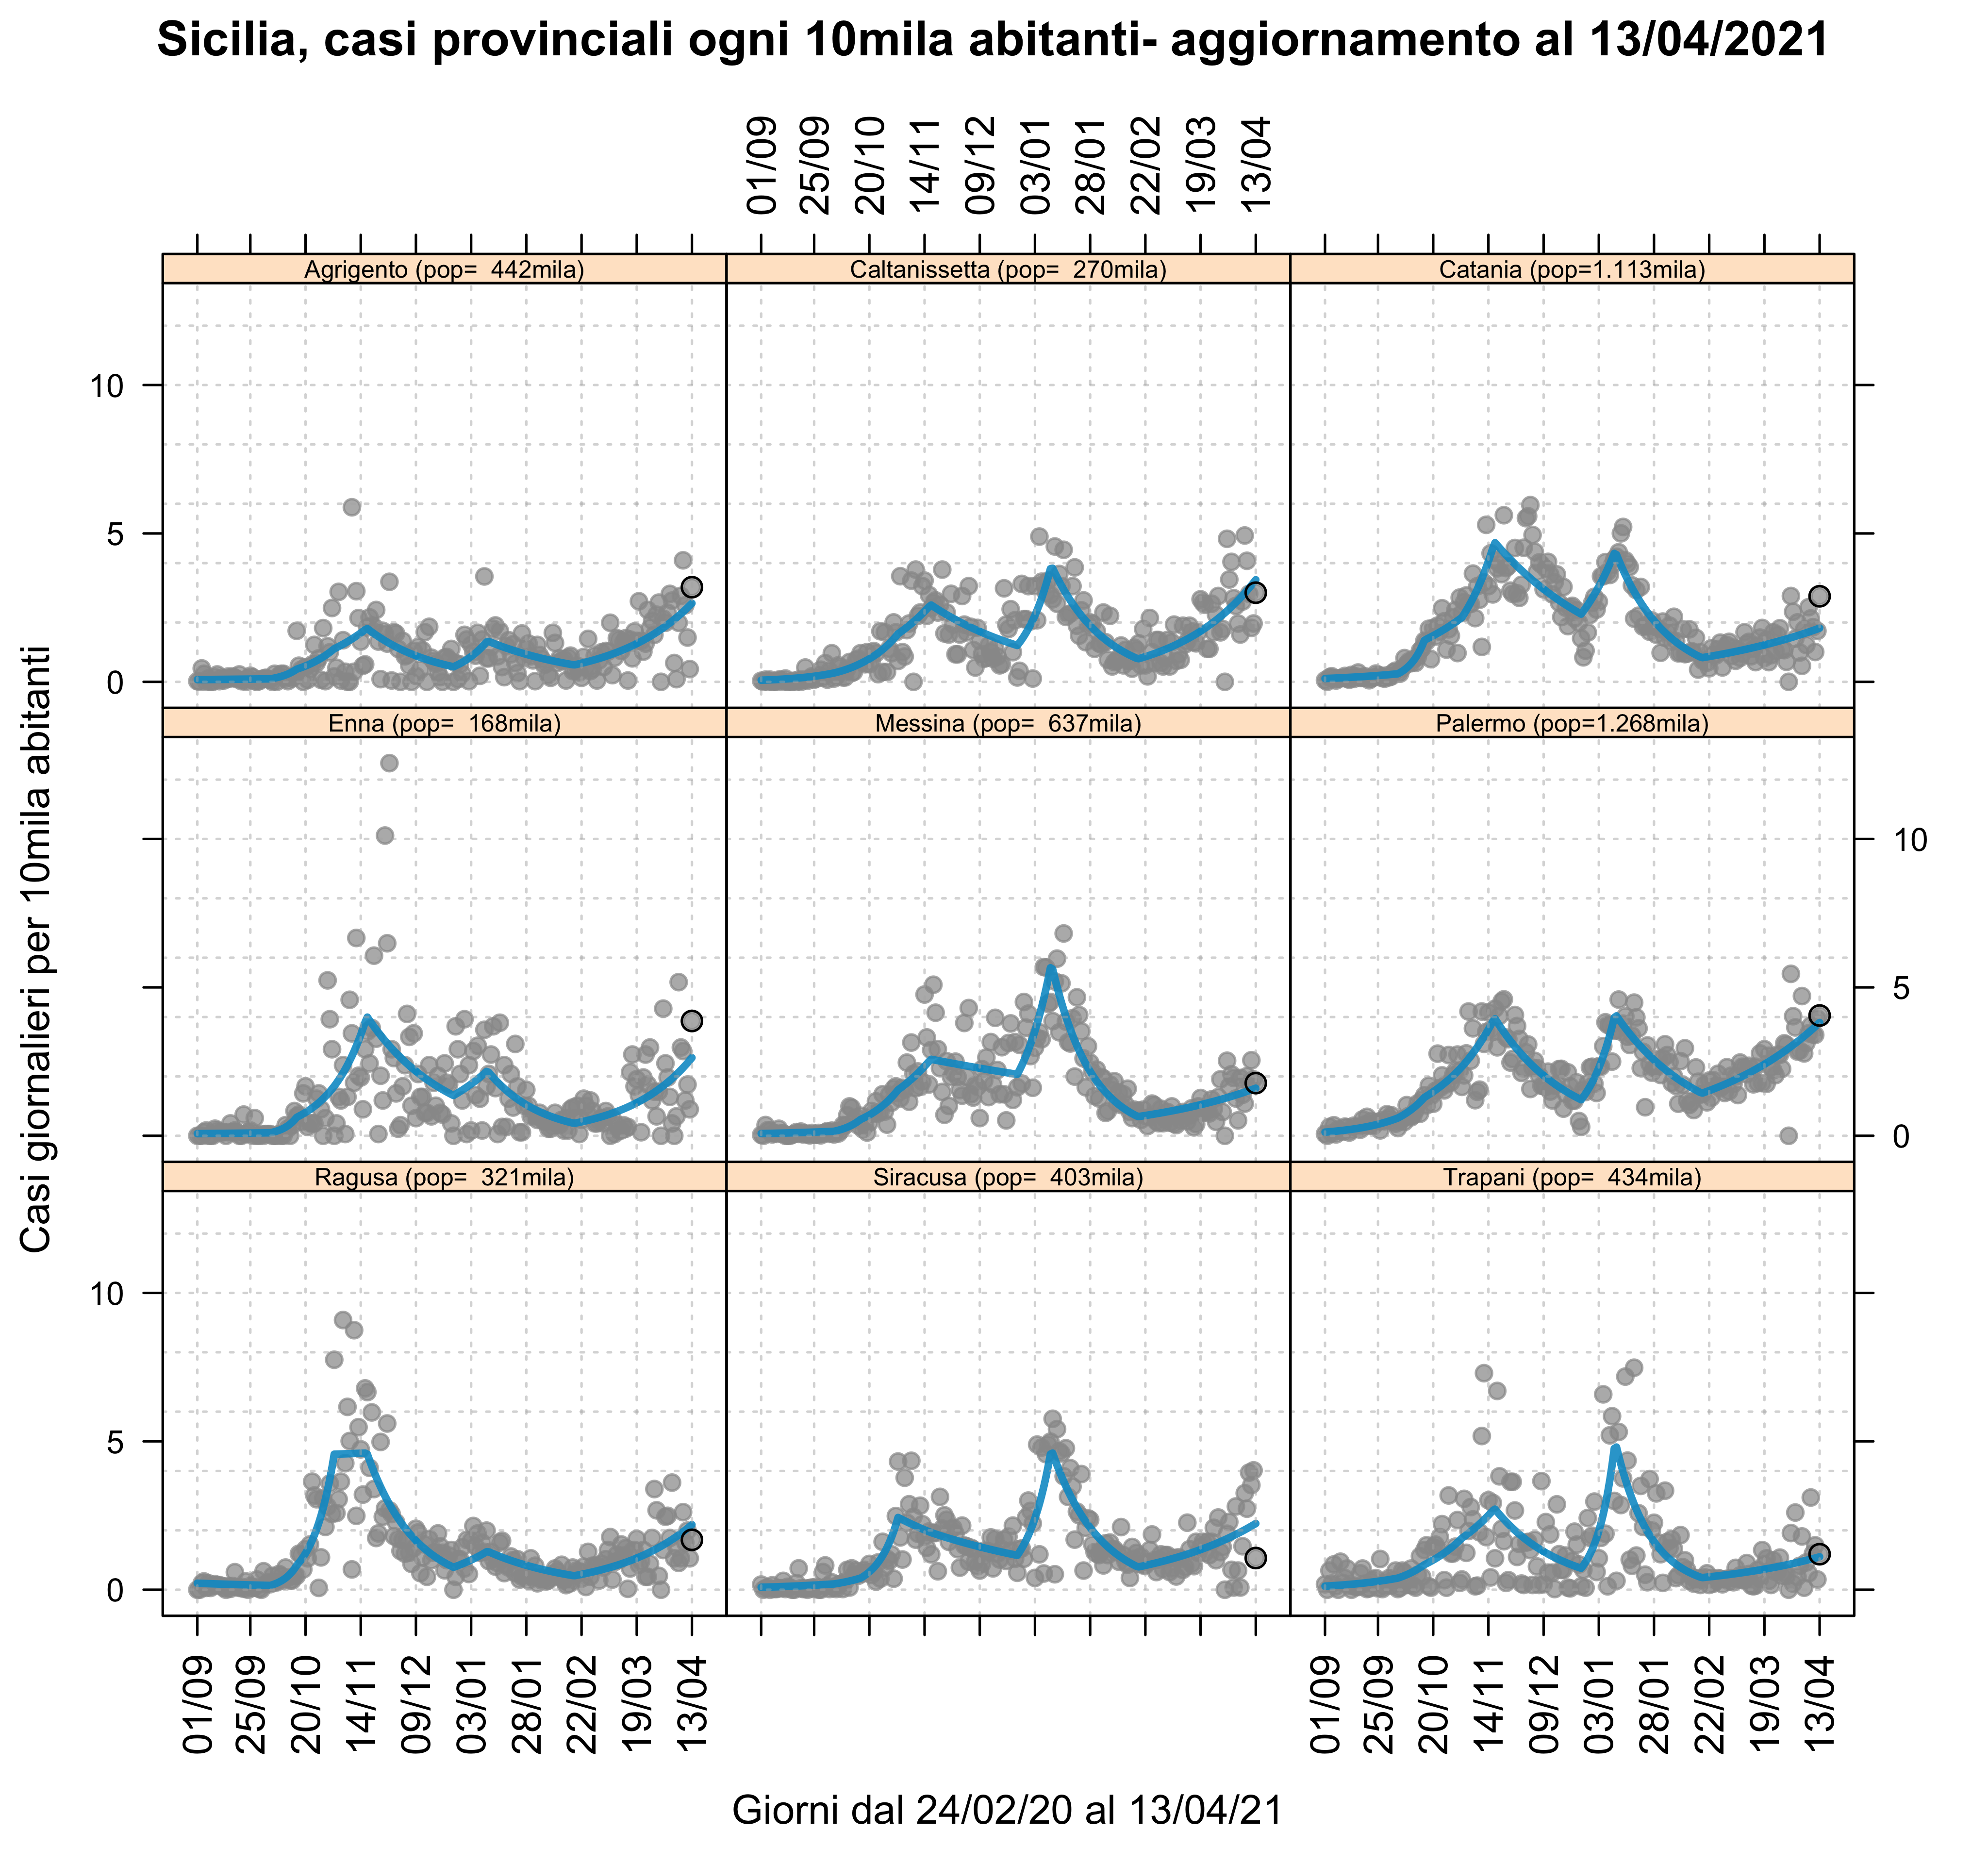 Sicilia, casi provinciali ogni 10mila abitanti- aggiornamento al 13/04/2021
01/09 25/09 20/10 14/11 09/12 03/01 28/01 22/02 19/03 13/04
Agrigento (pop=  442mila)
Caltanissetta (pop=  270mila)
Catania (pop=1.113mila)
10
5
0
Enna (pop=  168mila)
Messina (pop=  637mila)
Palermo (pop=1.268mila)
10
5
0
Ragusa (pop=  321mila)
Siracusa (pop=  403mila)
Trapani (pop=  434mila)
10
5
0
01/09 25/09 20/10 14/11 09/12 03/01 28/01 22/02 19/03 13/04
01/09 25/09 20/10 14/11 09/12 03/01 28/01 22/02 19/03 13/04
Casi giornalieri per 10mila abitanti
Giorni dal 24/02/20 al 13/04/21